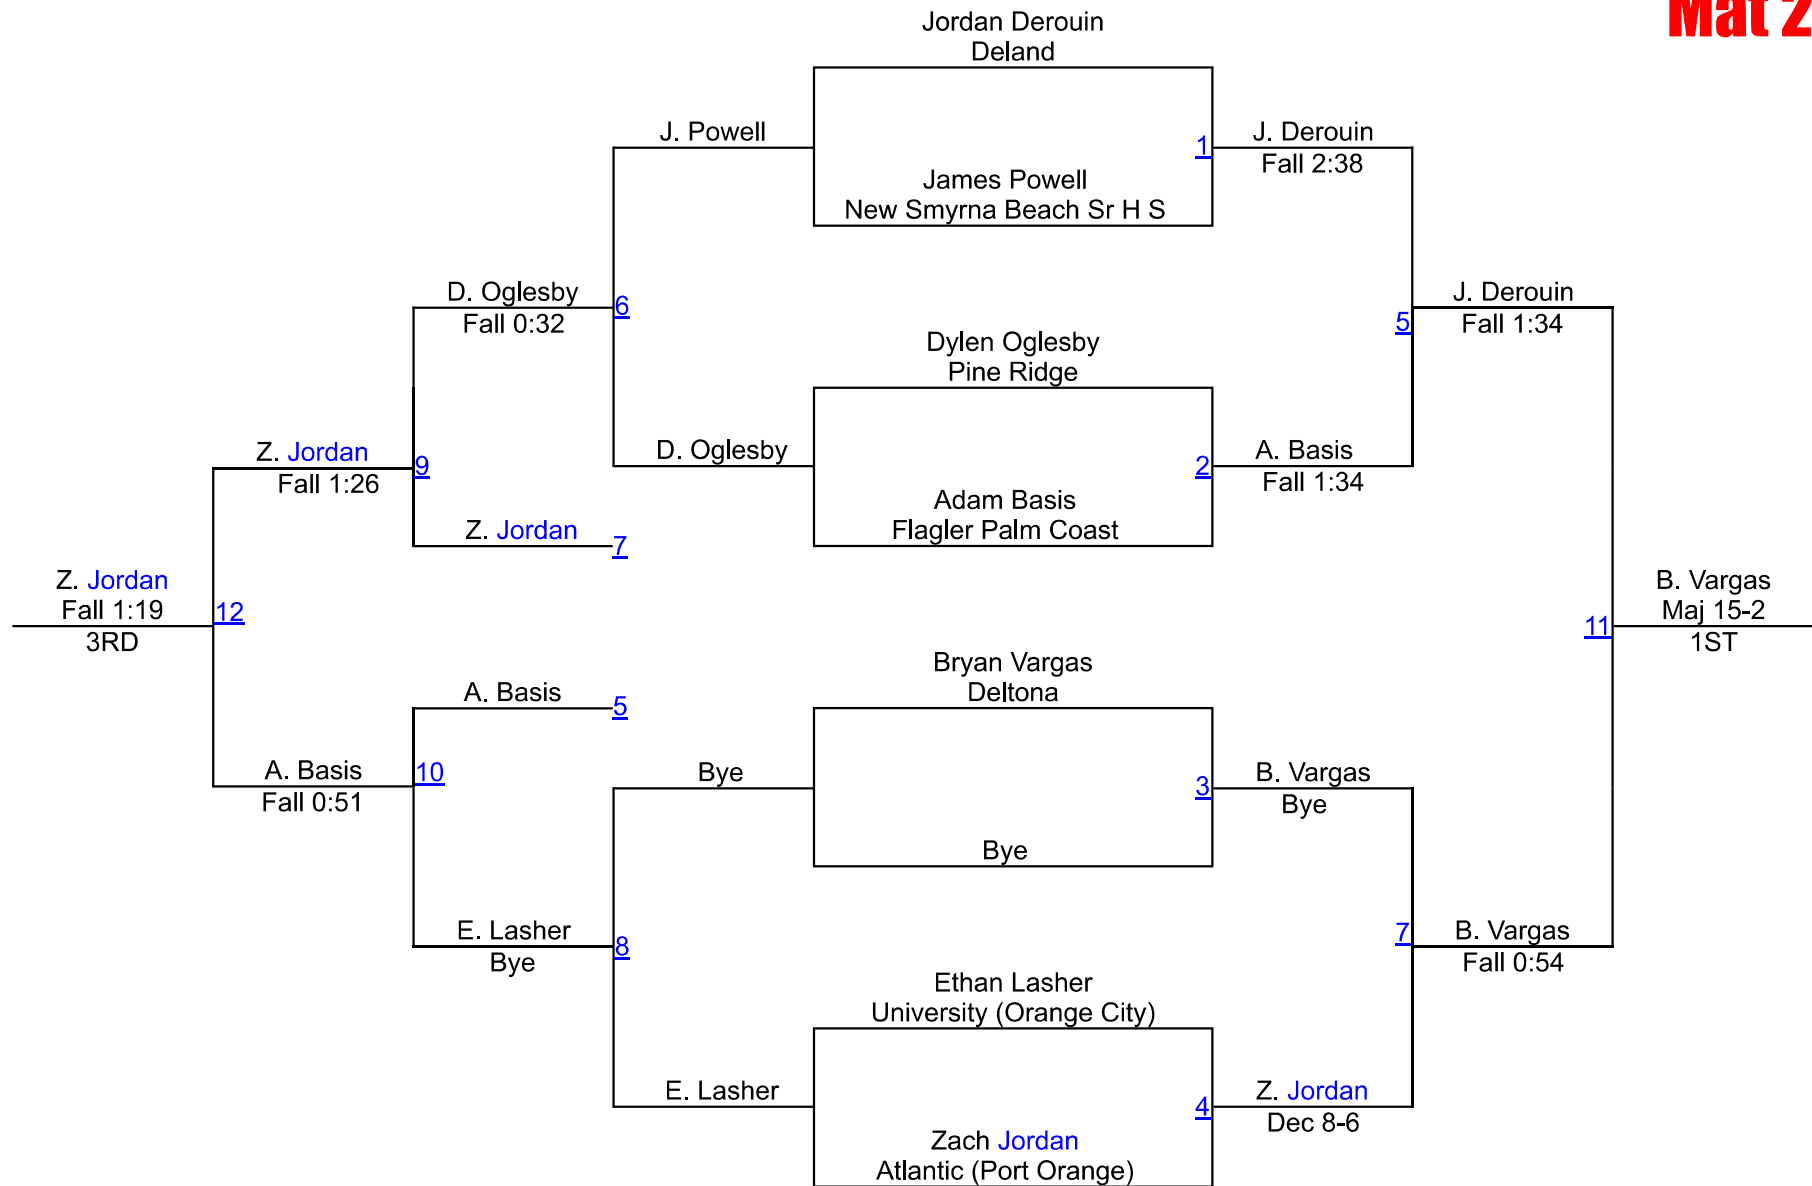 Mat 2
Jordan Derouin
Deland
J. Powell
1
J. Derouin
Fall 2:38
James Powell
New Smyrna Beach Sr H S
D. Oglesby
Fall 0:32
6
5
J. Derouin
Fall 1:34
Dylen Oglesby
Pine Ridge
Z. Jordan
Fall 1:26
9
D. Oglesby
2
A. Basis
Fall 1:34
Adam Basis
Flagler Palm Coast
Z. Jordan
7
Z. Jordan
Fall 1:19
3RD
12
11
B. Vargas
Maj 15-2
1ST
Bryan Vargas
Deltona
A. Basis
5
A. Basis
Fall 0:51
10
Bye
3
B. Vargas
Bye
Bye
E. Lasher
Bye
8
7
B. Vargas
Fall 0:54
Ethan Lasher
University (Orange City)
E. Lasher
4
Z. Jordan
Dec 8-6
Zach Jordan
Atlantic (Port Orange)